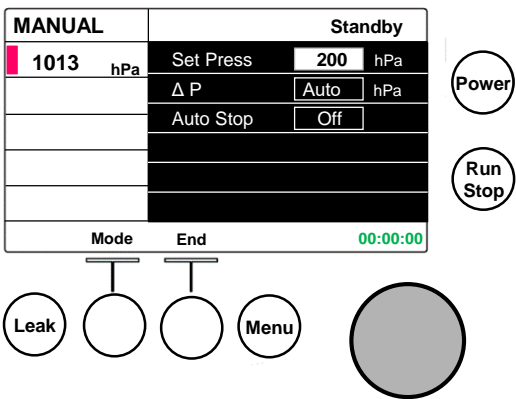 MANUAL Standby
1013 hPa Set Press 200 hPa
Δ P Auto hPa
Auto Stop Off
Mode End 00:00:00
Power
Run
Stop
Leak Menu